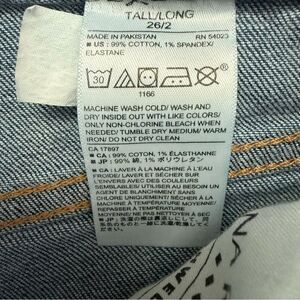 TALL/LONG
26/2
MADE IN PAKISTAN RN 54023
■ US : 99% COTTON, 1% SPANDEX/
ELASTANE
30
1166
MACHINE WASH COLD/ WASH AND
DRY INSIDE OUT WITH LIKE COLORS/
ONLY NON-CHLORINE BLEACH WHEN
NEEDED/ TUMBLE DRY MEDIUM/ WARM
IRON/ DO NOT DRY CLEAN
CA 17897
■ CA : 99% COTON, 1% ÉLASTHANNE
■ JP : 99% 綿, 1% ポリウレタン
■ CA : LAVER À LA MACHINE À L'EAU
FROIDE/ LAVER ET SÉCHER SUR
L'ENVERS AVEC DES COULEURS
SEMBLABLES/ UTILISER AU BESOIN UN
AGENT DE BLANCHIMENT SANS
CHLORE UNIQUEMENT/ SÉCHER À LA
MACHINE À TEMPÉRATURE MOYENNE/
REPASSER À TEMPÉRATURE
MOYENNE/ NE PAS NETTOYER À SEC